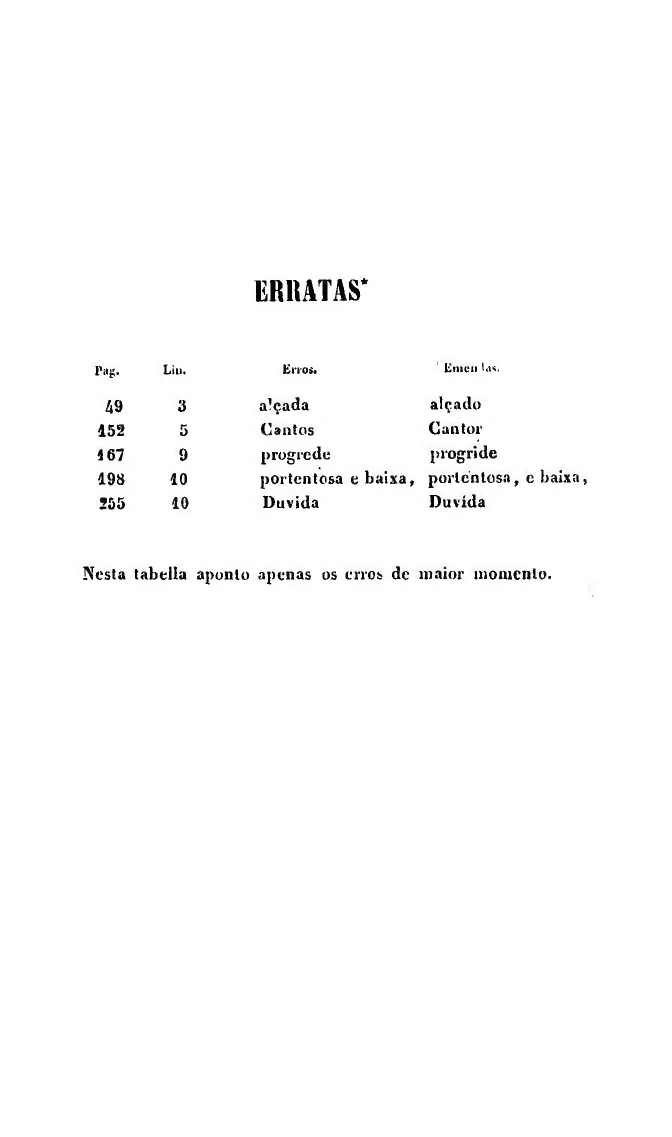 ERRATAS*
Pag. Lin. Erros. Emendas.
49 3 alçada alçado
152 5 Cantos Cantor
167 9 progrede progride
198 10 portentosa e baixa, portentosa, e baixa,
255 10 Duvida Duvída
Nesta tabella aponto apenas os erros de maior momento.